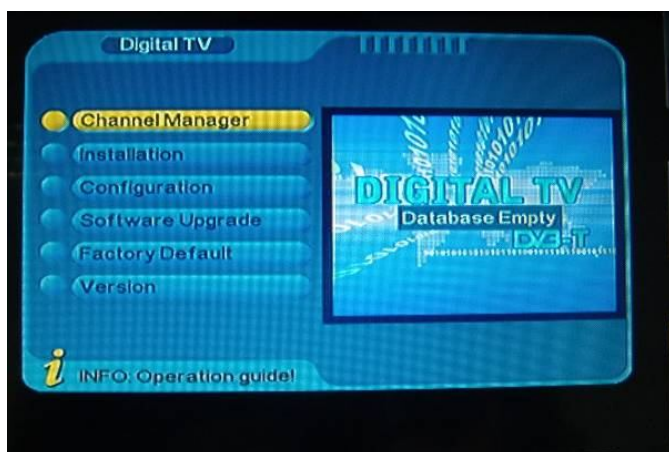 Digital TV
Channel Manager
Installation
Configuration
Software Upgrade
Factory Default
Version
DIGITAL TV
Database Empty
DVB-T
INFO: Operation guide!